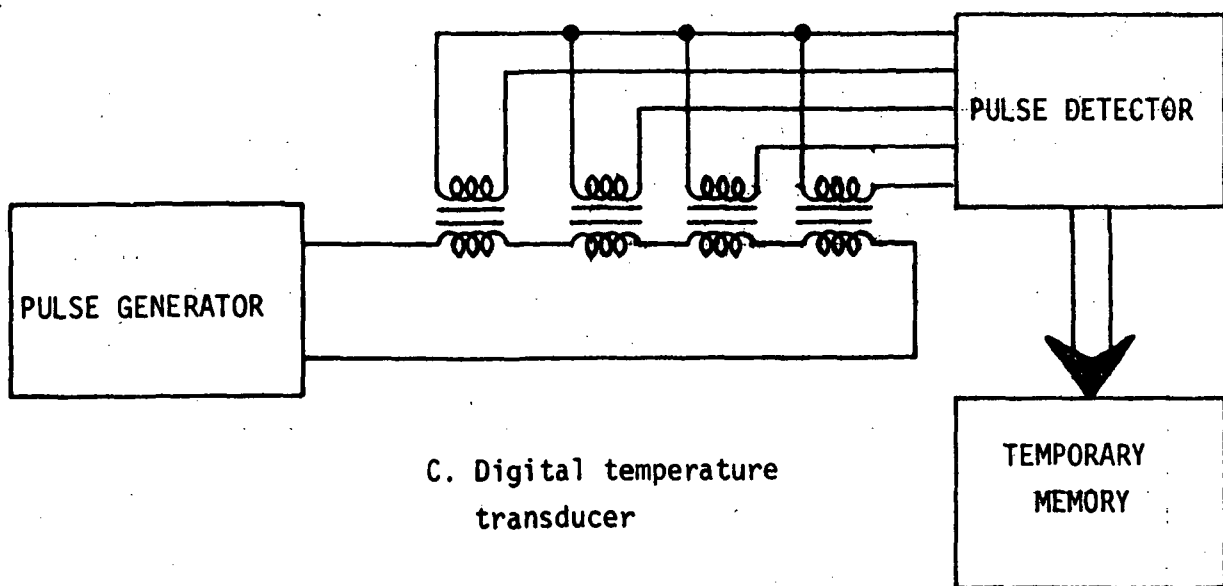 PULSE DETECTOR
PULSE GENERATOR
C. Digital temperature
transducer
TEMPORARY
MEMORY